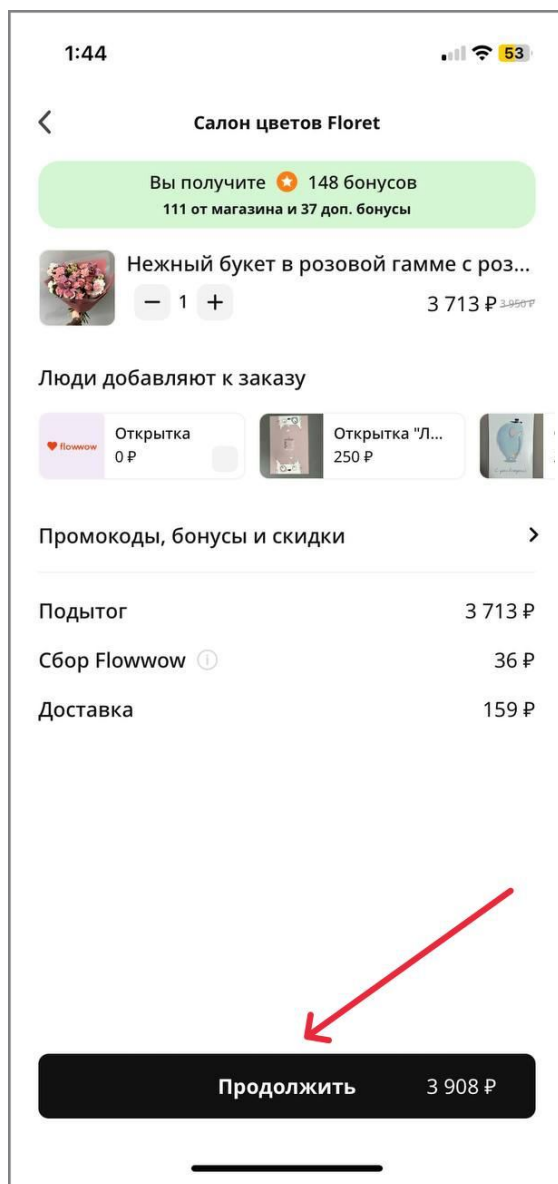 1:44
53
Салон цветов Floret
Вы получите 148 бонусов
111 от магазина и 37 доп. бонусы
Нежный букет в розовой гамме с роз...
1
3 713 ₽ 3 950 ₽
Люди добавляют к заказу
flowwow
Открытка
0 ₽
Открытка "Л...
250 ₽
Промокоды, бонусы и скидки
Подытог 3 713 ₽
Сбор Flowwow 36 ₽
Доставка 159 ₽
Продолжить 3 908 ₽